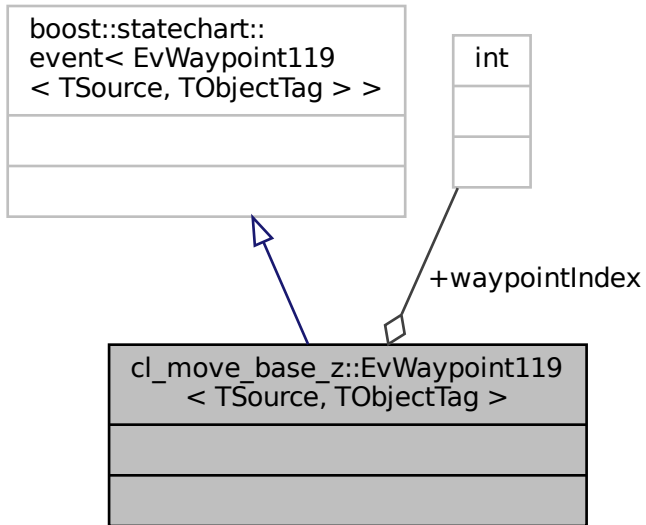 boost::statechart::
event< EvWaypoint119
< TSource, TObjectTag > >
int
+waypointIndex
cl_move_base_z::EvWaypoint119
< TSource, TObjectTag >